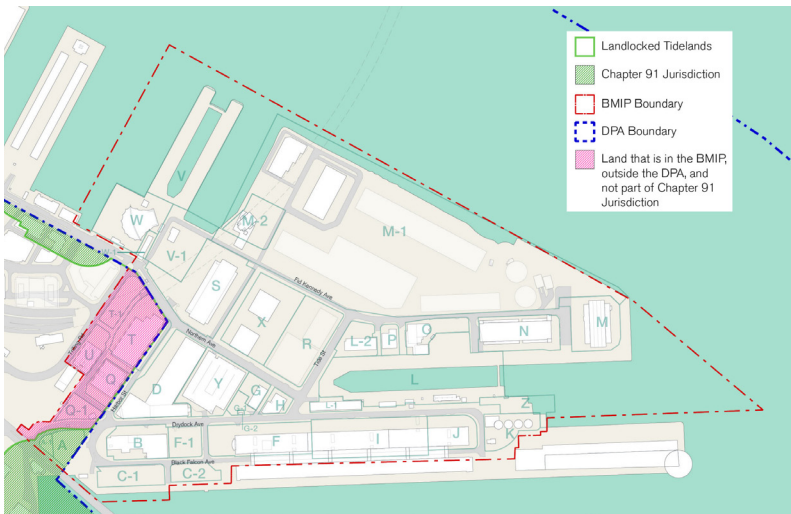 Landlocked Tidelands
Chapter 91 Jurisdiction
BMIP Boundary
DPA Boundary
Land that is in the BMIP,
outside the DPA, and
not part of Chapter 91
Jurisdiction
V
W
M-2
M-1
V-1
S
Fid Kennedy Ave
T-1
X
Northern Ave
R
Tide St
L-2
P
O
N
M
T
U
Q-1
D
Y
G
H
L
L-1
Z
G-2
Drydock Ave
A
B
F-1
F
I
J
K
Black Falcon Ave
C-1
C-2